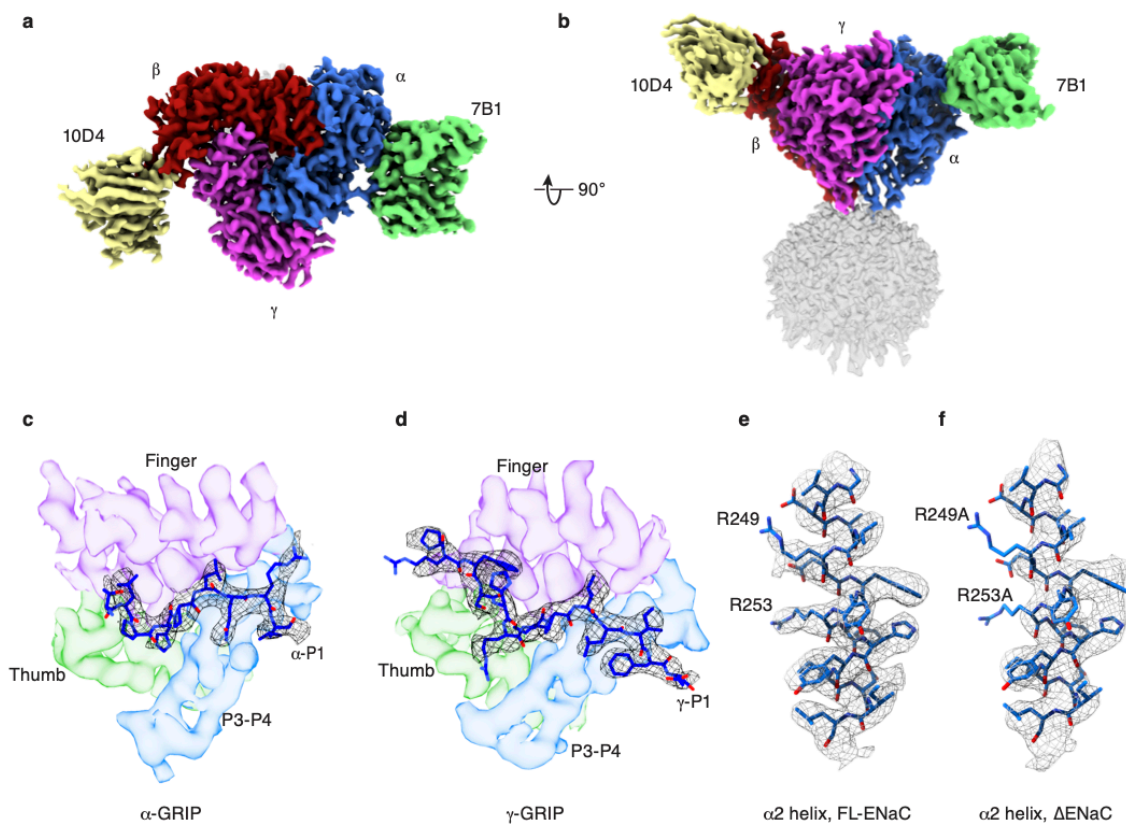 a
β
α
10D4
7B1
γ
90°
b
γ
10D4
7B1
β
α
c
Finger
Thumb
α-P1
P3-P4
α-GRIP
d
Finger
Thumb
γ-P1
P3-P4
γ-GRIP
e
R249
R253
α2 helix, FL-ENaC
f
R249A
R253A
α2 helix, ΔENaC